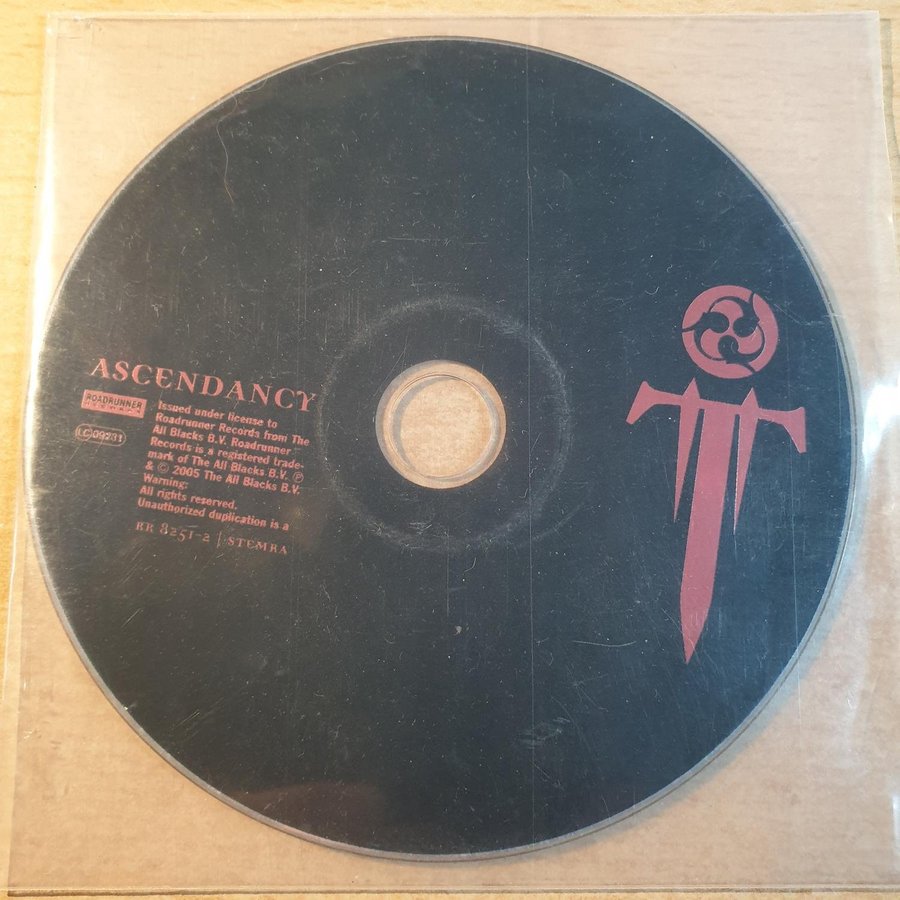 ASCENDANCY
ROADRUNNER
RECORDS
LC 09231
Issued under license to
Roadrunner Records from The
All Blacks B.V. Roadrunner
Records is a registered trade-
mark of The All Blacks B.V. ℗
& © 2005 The All Blacks B.V.
Warning:
All rights reserved.
Unauthorized duplication is a
RR 8251-2 | STEMRA